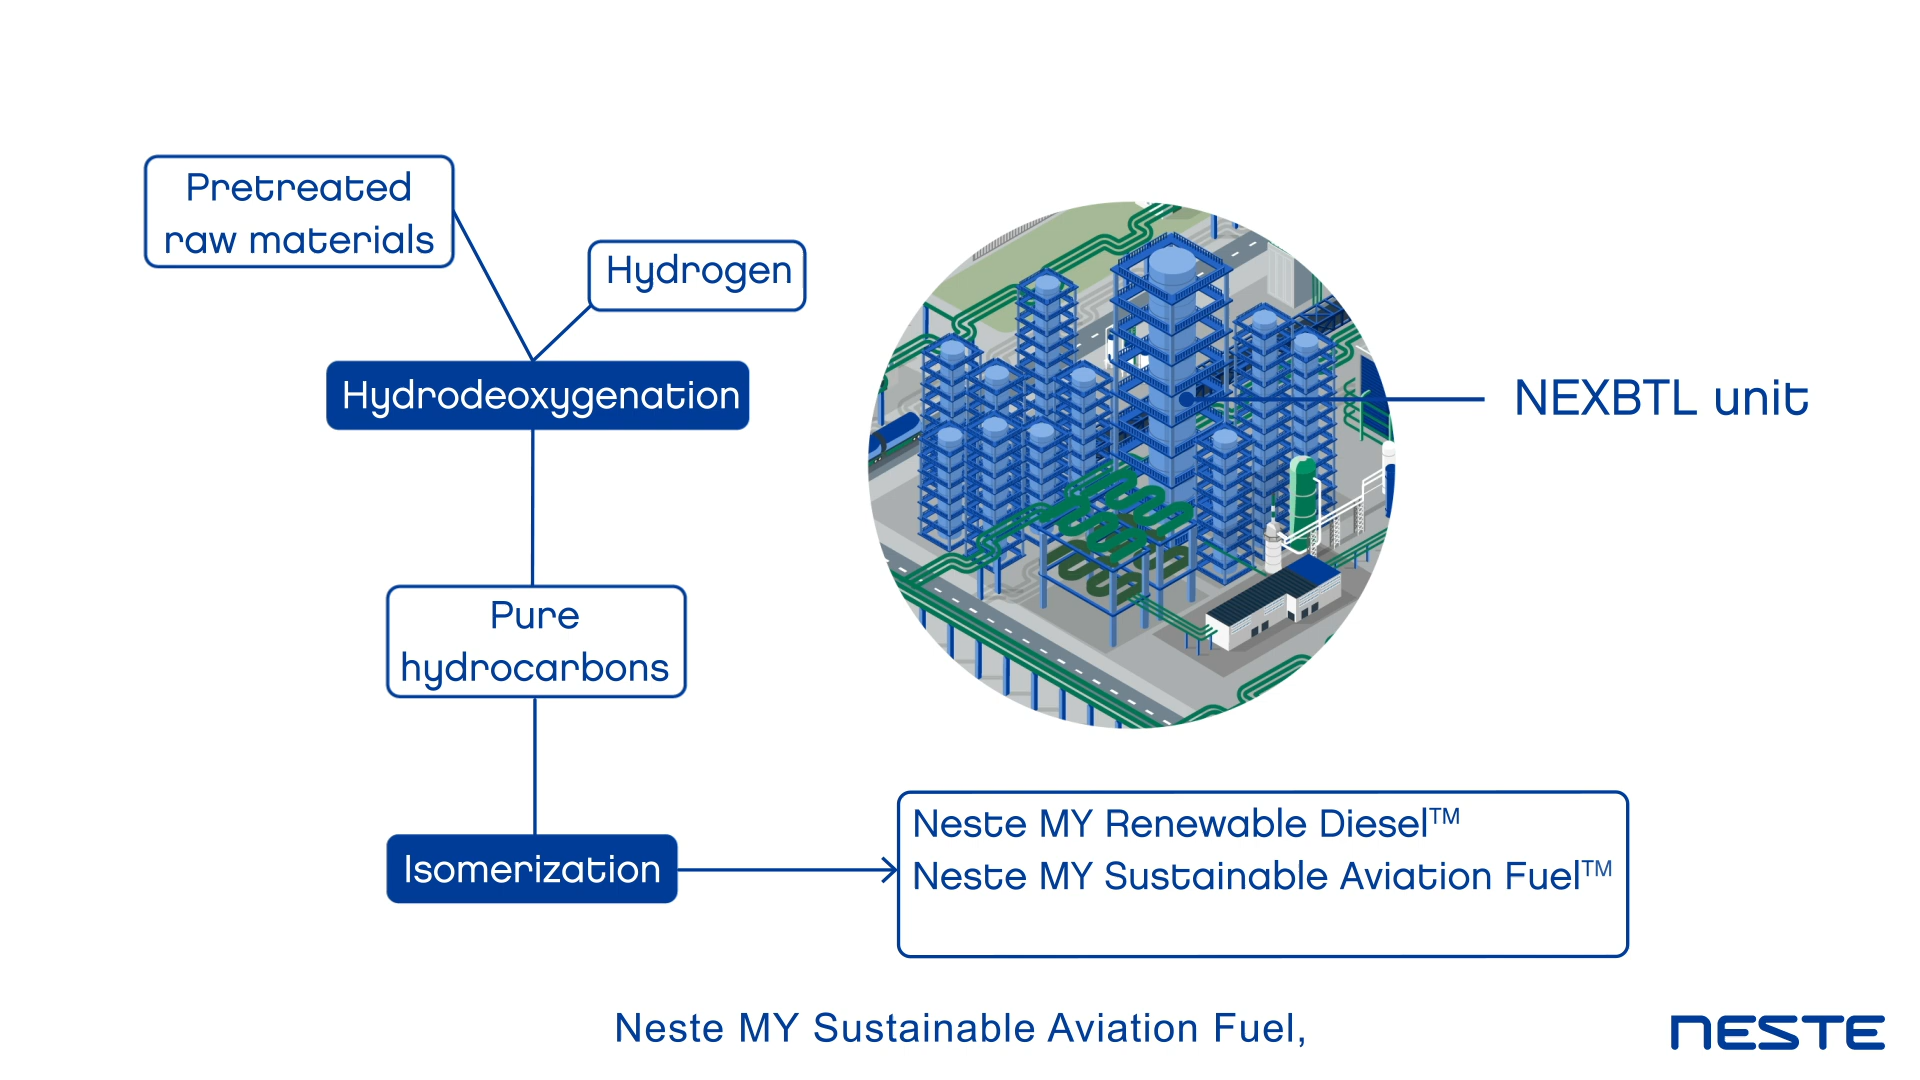 Pretreated
raw materials
Hydrogen
Hydrodeoxygenation
NEXBTL unit
Pure
hydrocarbons
Isomerization
Neste MY Renewable Diesel™
Neste MY Sustainable Aviation Fuel™
Neste MY Sustainable Aviation Fuel,
NESTE